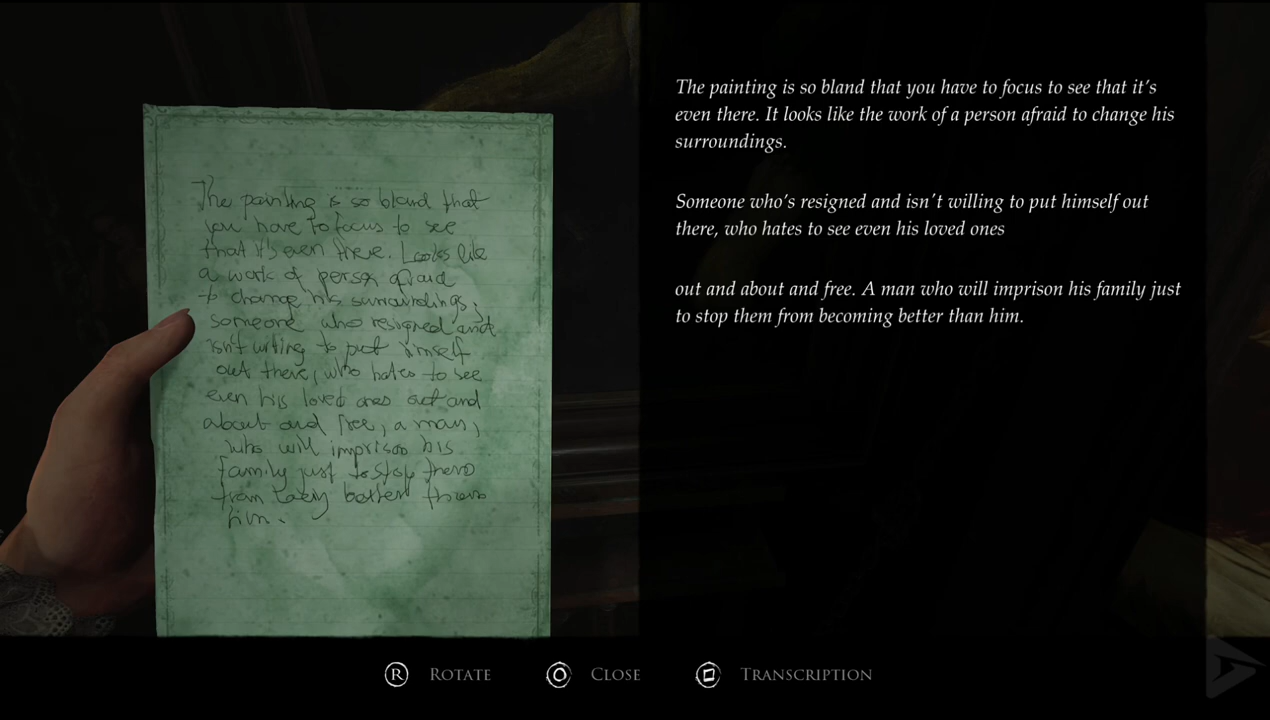 The painting is so bland that
you have to focus to see
that it's even there. Looks like
a work of person afraid
to change his surroundings,
someone who resigned and
isn't willing to put himself
out there, who hates to see
even his loved ones out and
about and free, a man,
who will imprison his
family just to stop them
from better than
him.
The painting is so bland that you have to focus to see that it's
even there. It looks like the work of a person afraid to change his
surroundings.
Someone who's resigned and isn't willing to put himself out
there, who hates to see even his loved ones
out and about and free. A man who will imprison his family just
to stop them from becoming better than him.
R ROTATE CLOSE TRANSCRIPTION